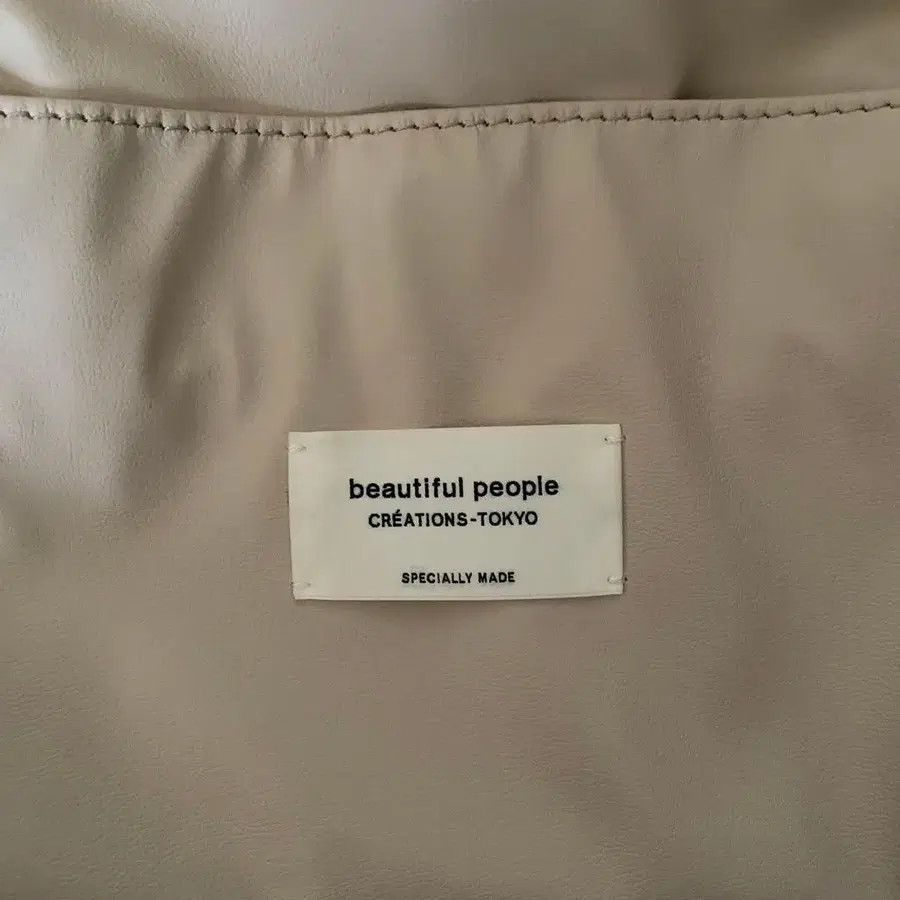 beautiful people
CRÉATIONS-TOKYO
SPECIALLY MADE